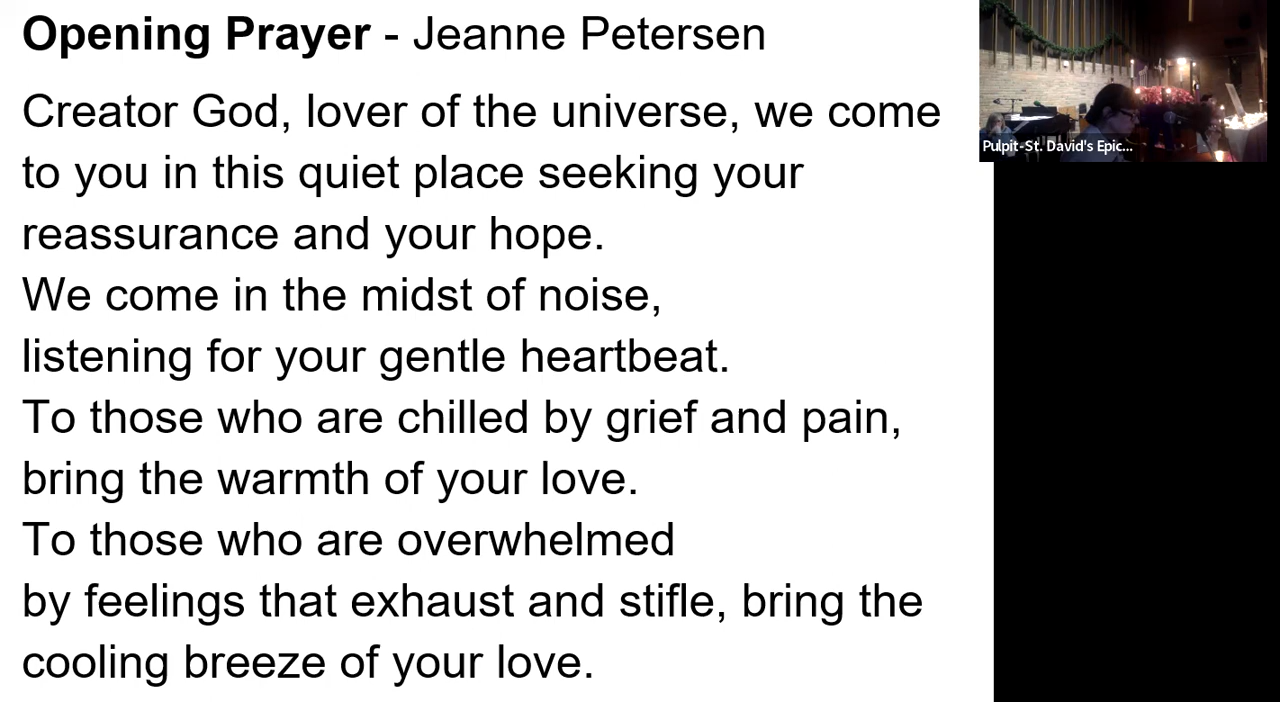 Opening Prayer - Jeanne Petersen
Creator God, lover of the universe, we come
to you in this quiet place seeking your
reassurance and your hope.
We come in the midst of noise,
listening for your gentle heartbeat.
To those who are chilled by grief and pain,
bring the warmth of your love.
To those who are overwhelmed
by feelings that exhaust and stifle, bring the
cooling breeze of your love.
Pulpit-St. David's Epic...